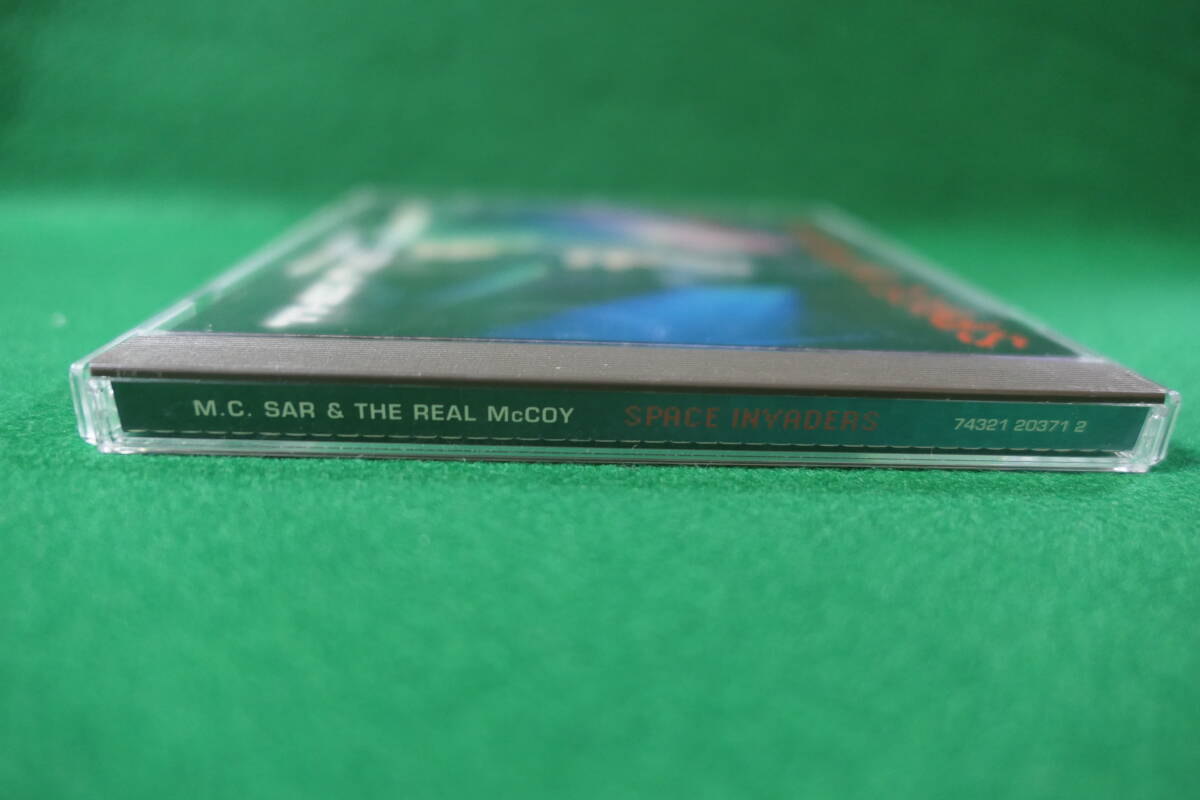 M.C. SAR & THE REAL McCOY SPACE INVADERS 74321 20371 2